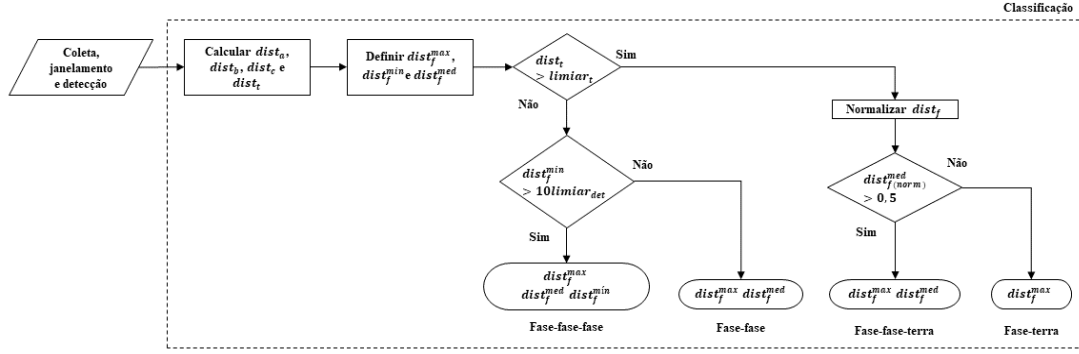 Classificação
Coleta,
janelamento
e detecção
Calcular dist_a,
dist_b, dist_c e
dist_t
Definir dist_f^max,
dist_f^min e dist_f^med
dist_t
> limiar_t
Sim
Não
Normalizar dist_f
dist_f^min
> 10limiar_det
Não
Sim
dist_f(norm)^med
> 0,5
Não
Sim
dist_f^max
dist_f^med dist_f^mín
Fase-fase-fase
dist_f^max dist_f^med
Fase-fase
dist_f^max dist_f^med
Fase-fase-terra
dist_f^max
Fase-terra